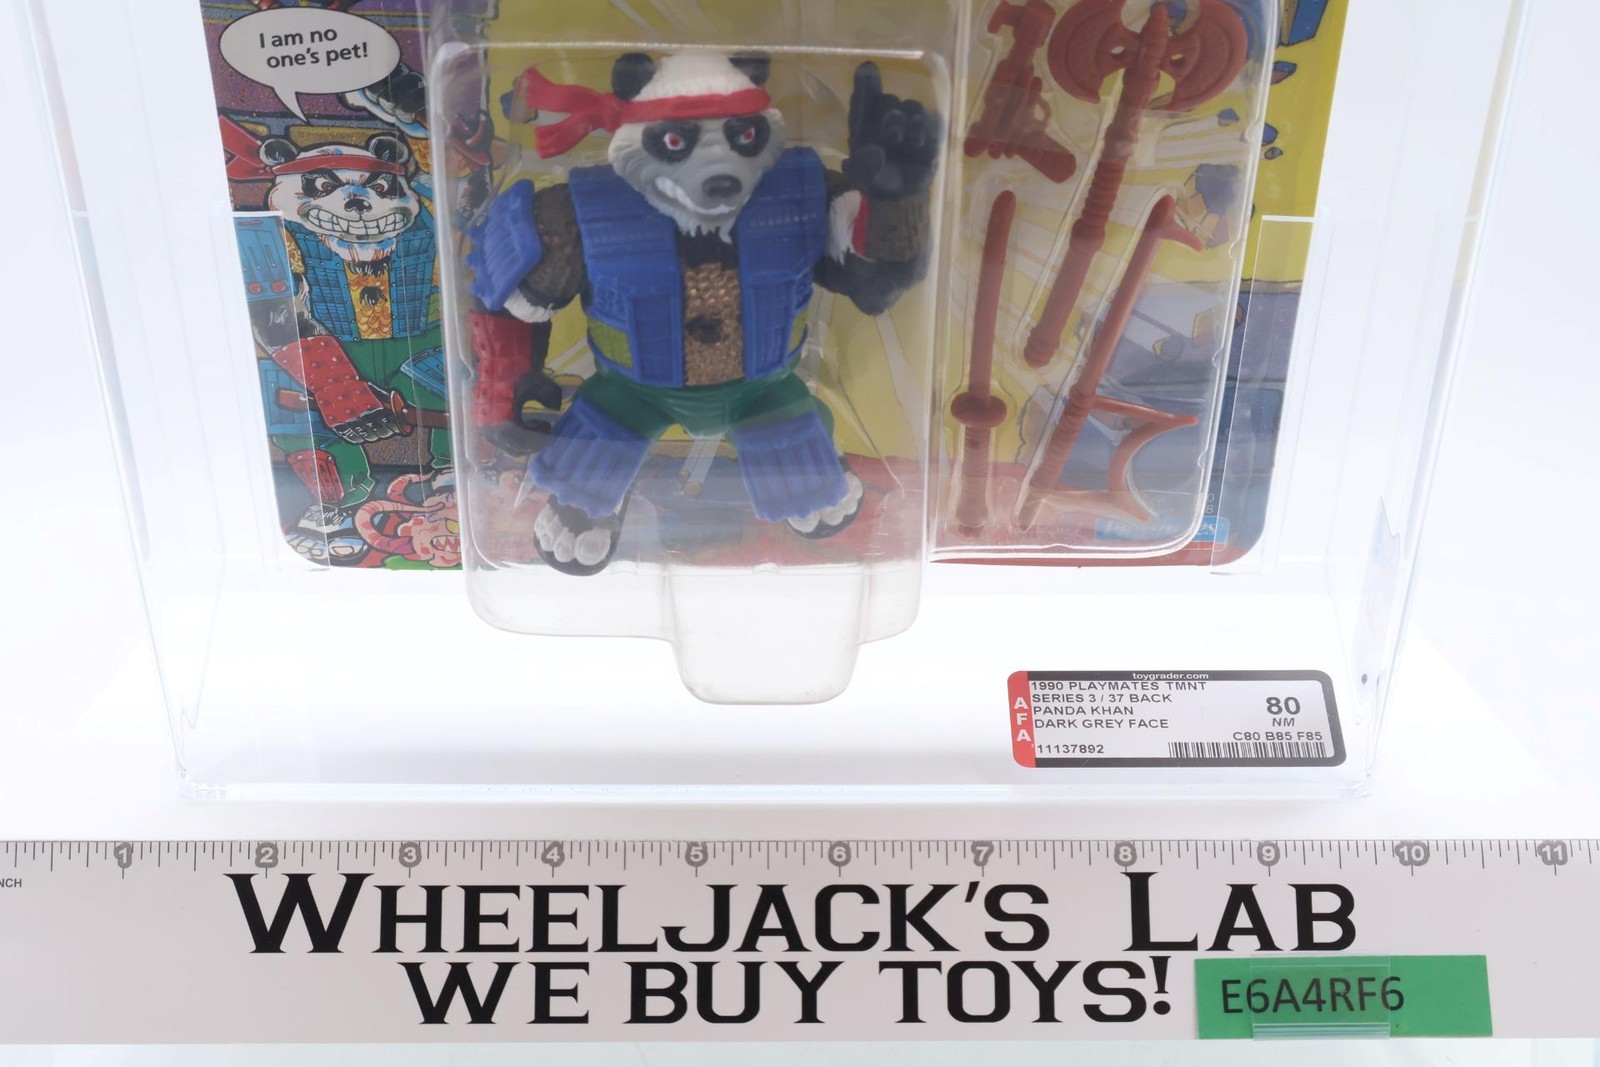 I am no
one's pet!
toygrader.com
AFA
1990 PLAYMATES TMNT
SERIES 3 / 37 BACK
PANDA KHAN
DARK GREY FACE
11137892
80
NM
C80 B85 F85
1 2 3 4 5 6 7 8 9 10 11
NCH
WHEELJACK'S LAB
WE BUY TOYS!
E6A4RF6